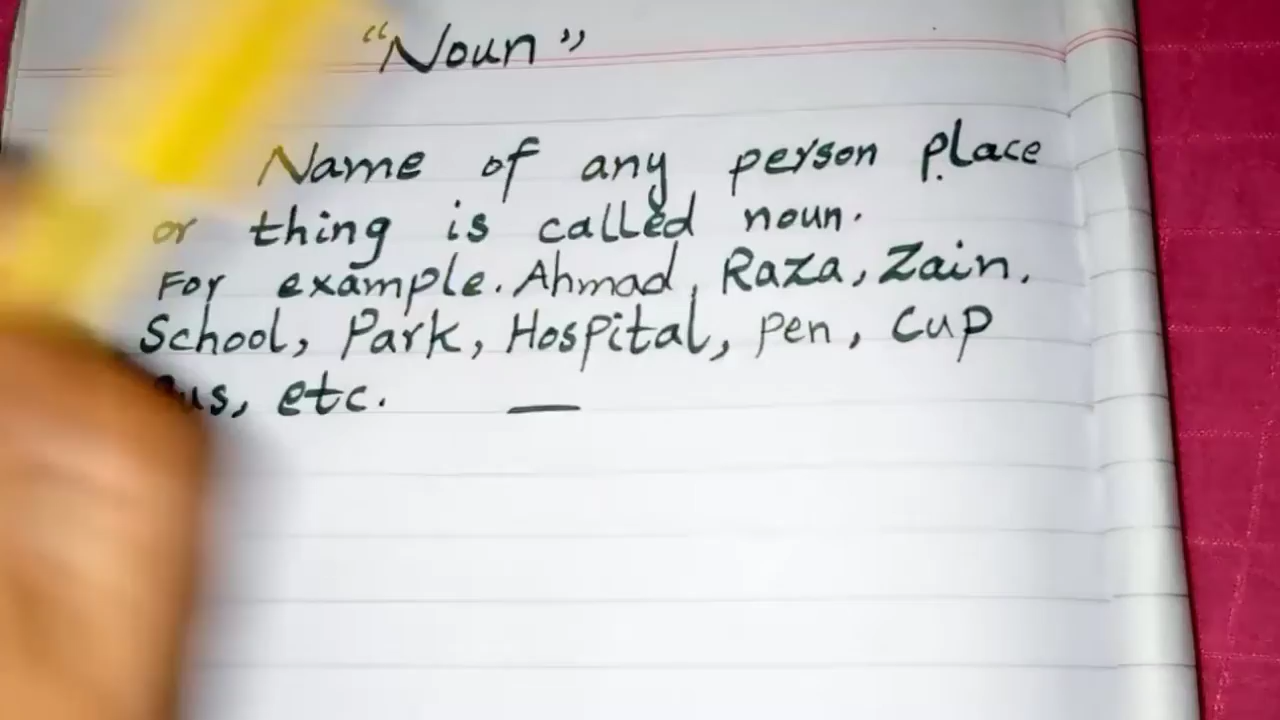 “Noun”
Name of any person place
or thing is called noun.
For example. Ahmad, Raza, Zain.
School, Park, Hospital, pen, Cup
etc.